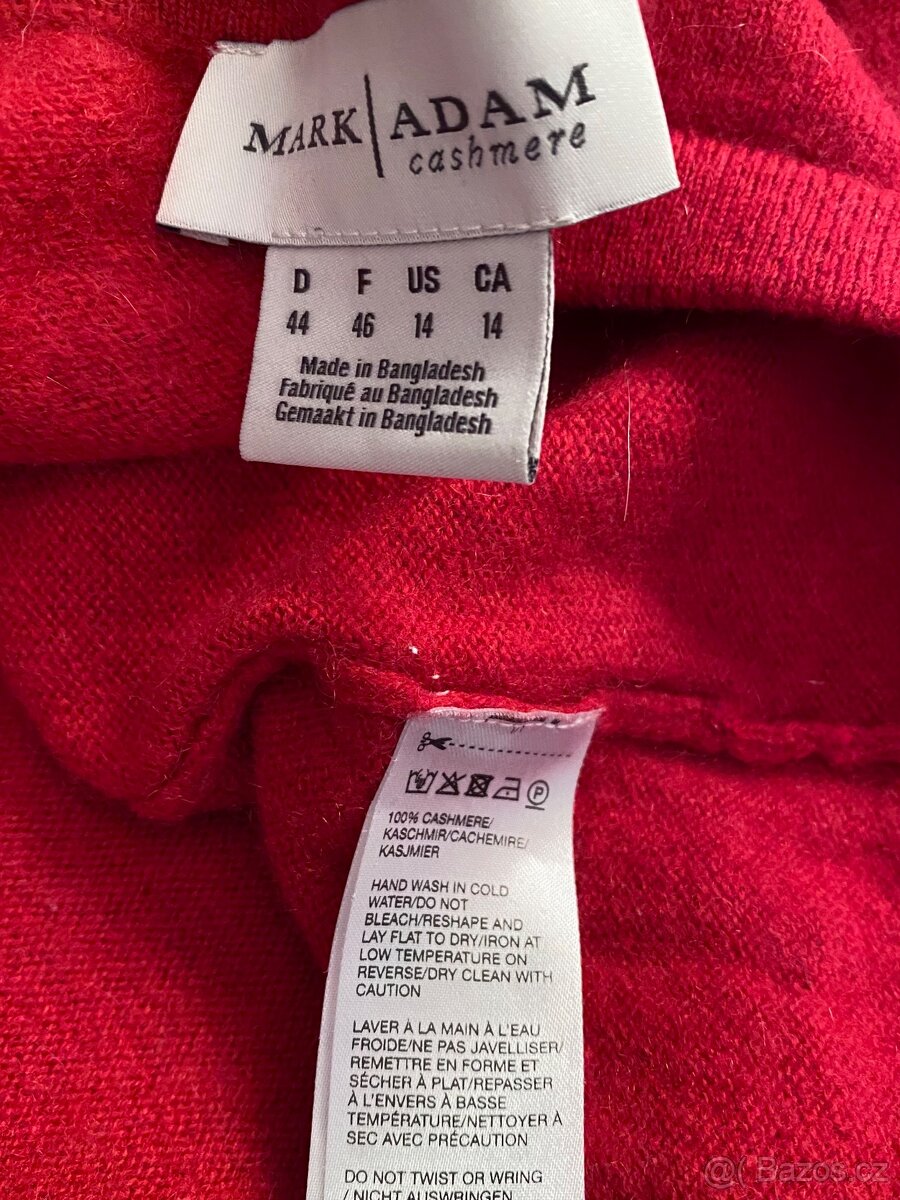 MARK | ADAM
cashmere
D F US CA
44 46 14 14
Made in Bangladesh
Fabriqué au Bangladesh
Gemaakt in Bangladesh
P
100% CASHMERE/
KASCHMIR/CACHEMIRE/
KASJMIER
HAND WASH IN COLD
WATER/DO NOT
BLEACH/RESHAPE AND
LAY FLAT TO DRY/IRON AT
LOW TEMPERATURE ON
REVERSE/DRY CLEAN WITH
CAUTION
LAVER À LA MAIN À L'EAU
FROIDE/NE PAS JAVELLISER/
REMETTRE EN FORME ET
SÉCHER À PLAT/REPASSER
À L'ENVERS À BASSE
TEMPÉRATURE/NETTOYER À
SEC AVEC PRÉCAUTION
DO NOT TWIST OR WRING
/ NICHT AUSWRINGEN
Bazos.cz